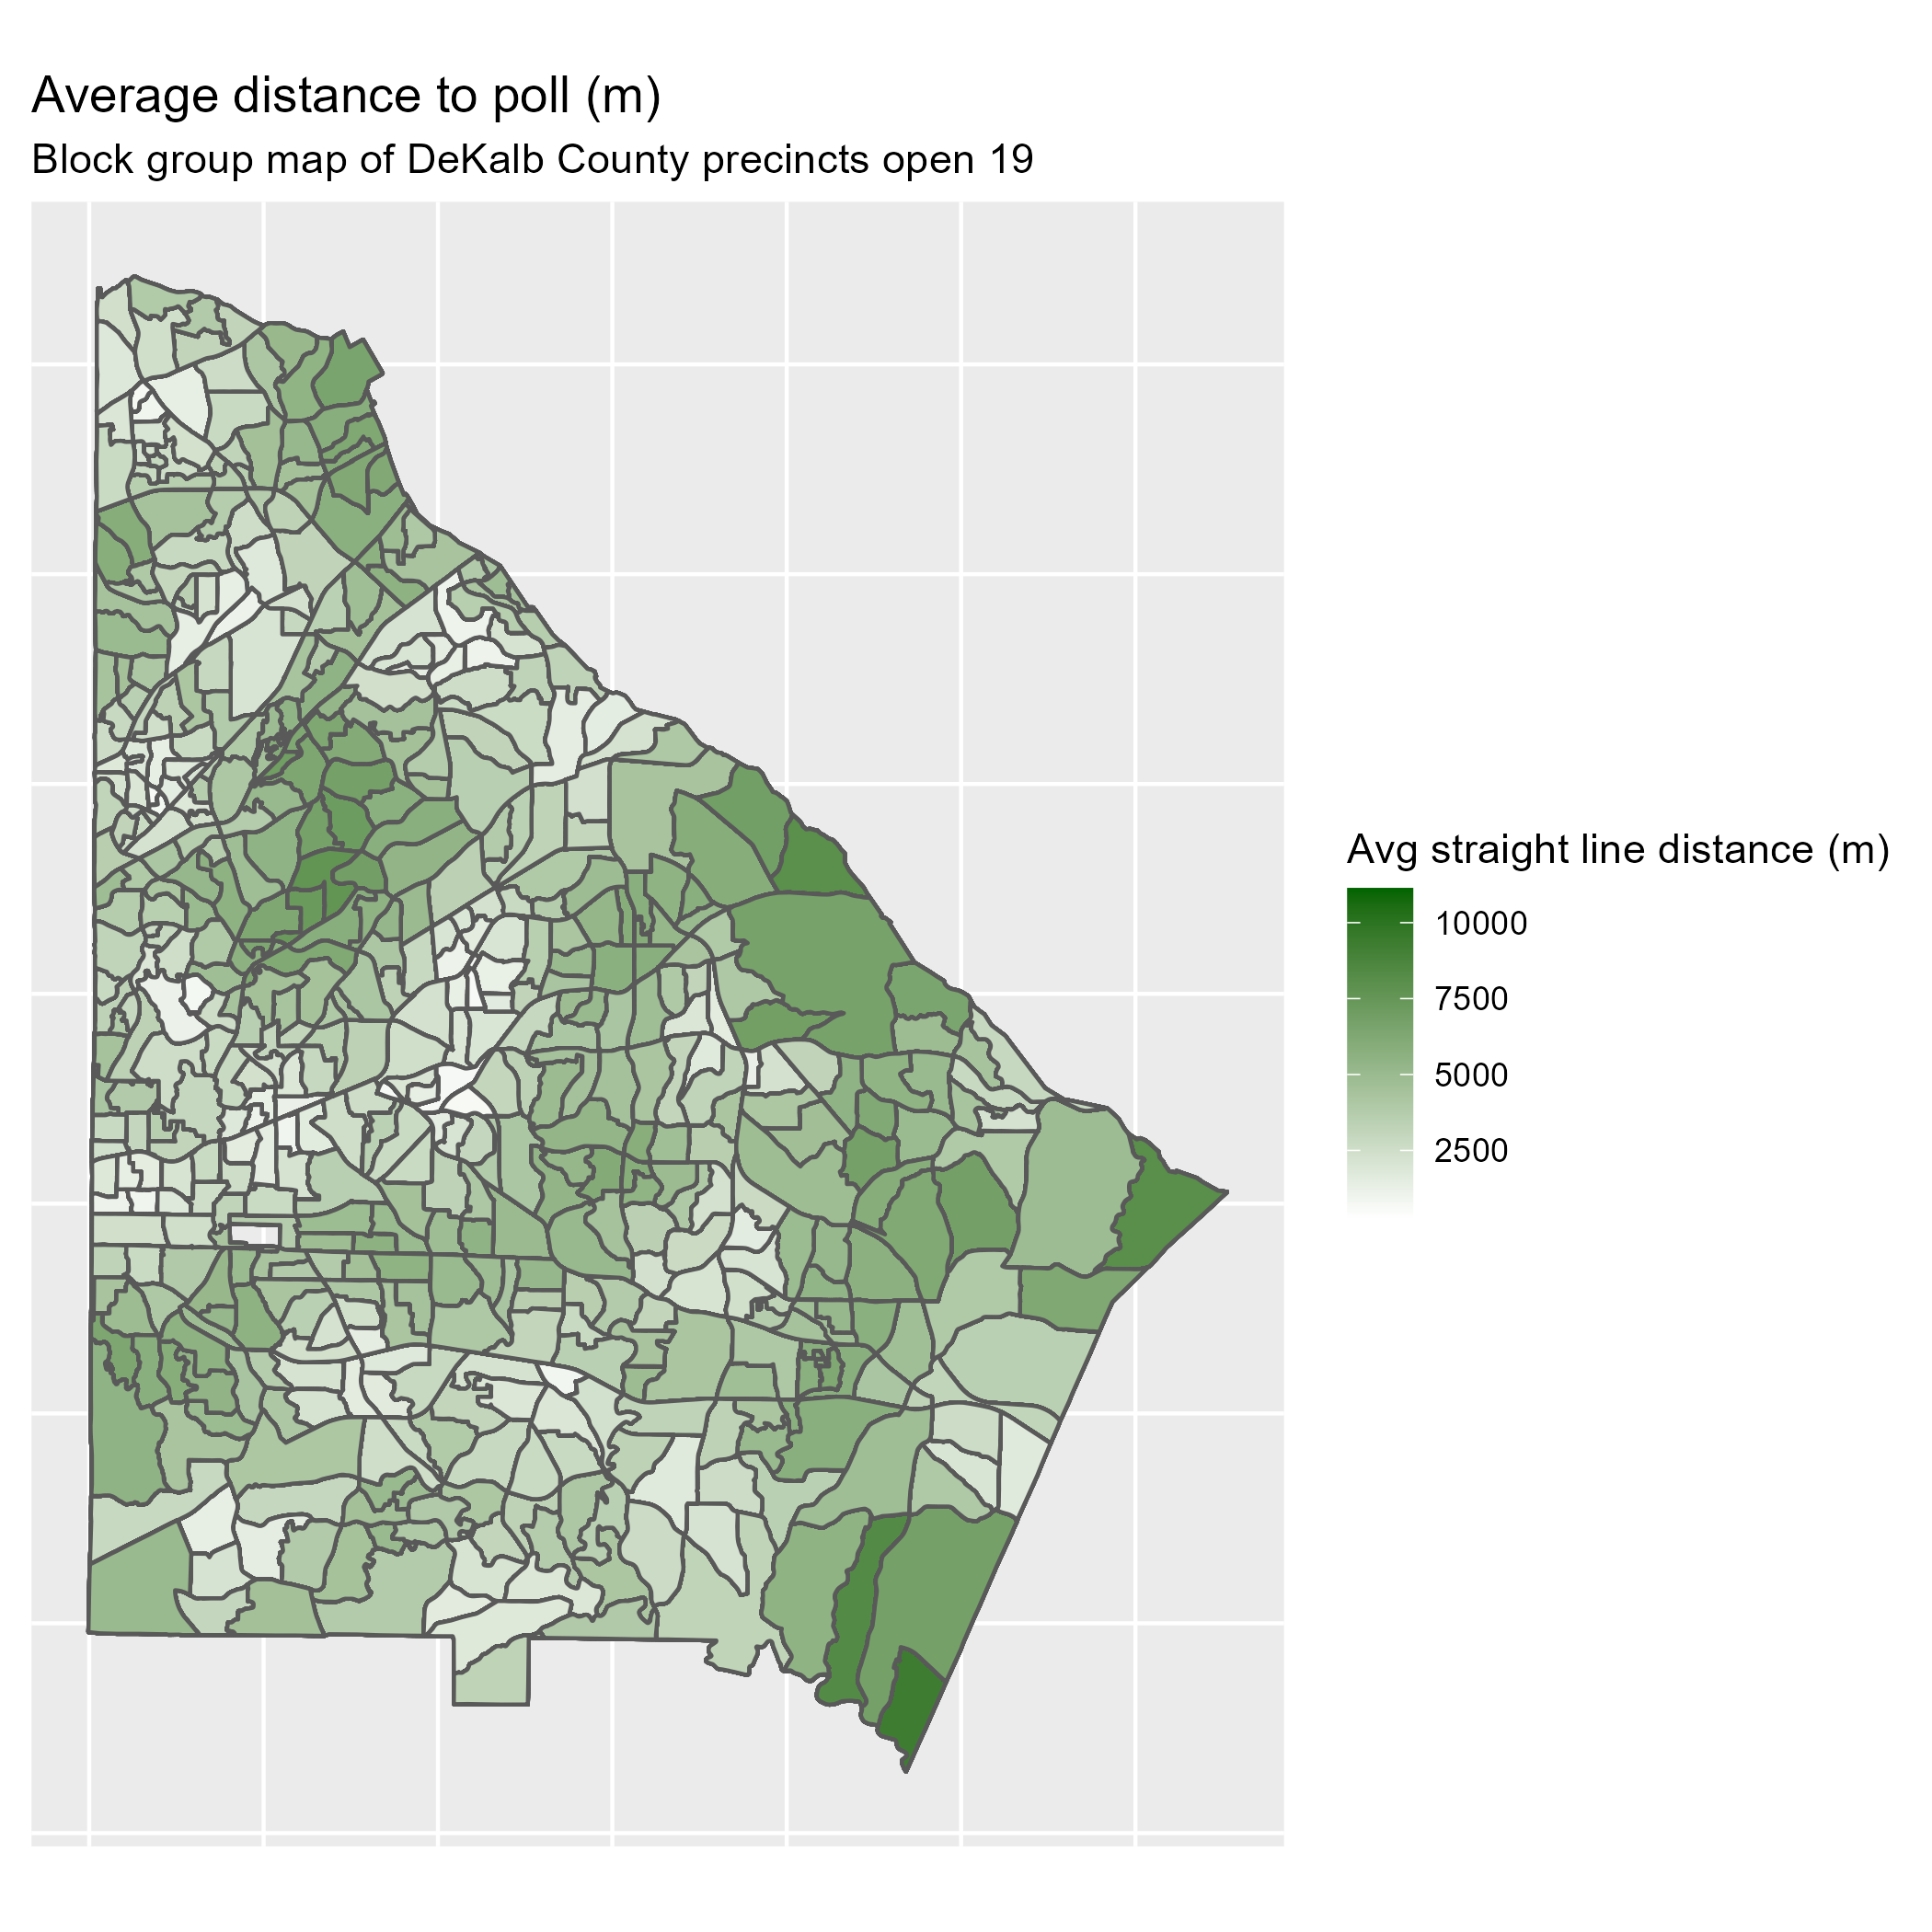 Average distance to poll (m)
Block group map of DeKalb County precincts open 19
Avg straight line distance (m)
10000
7500
5000
2500